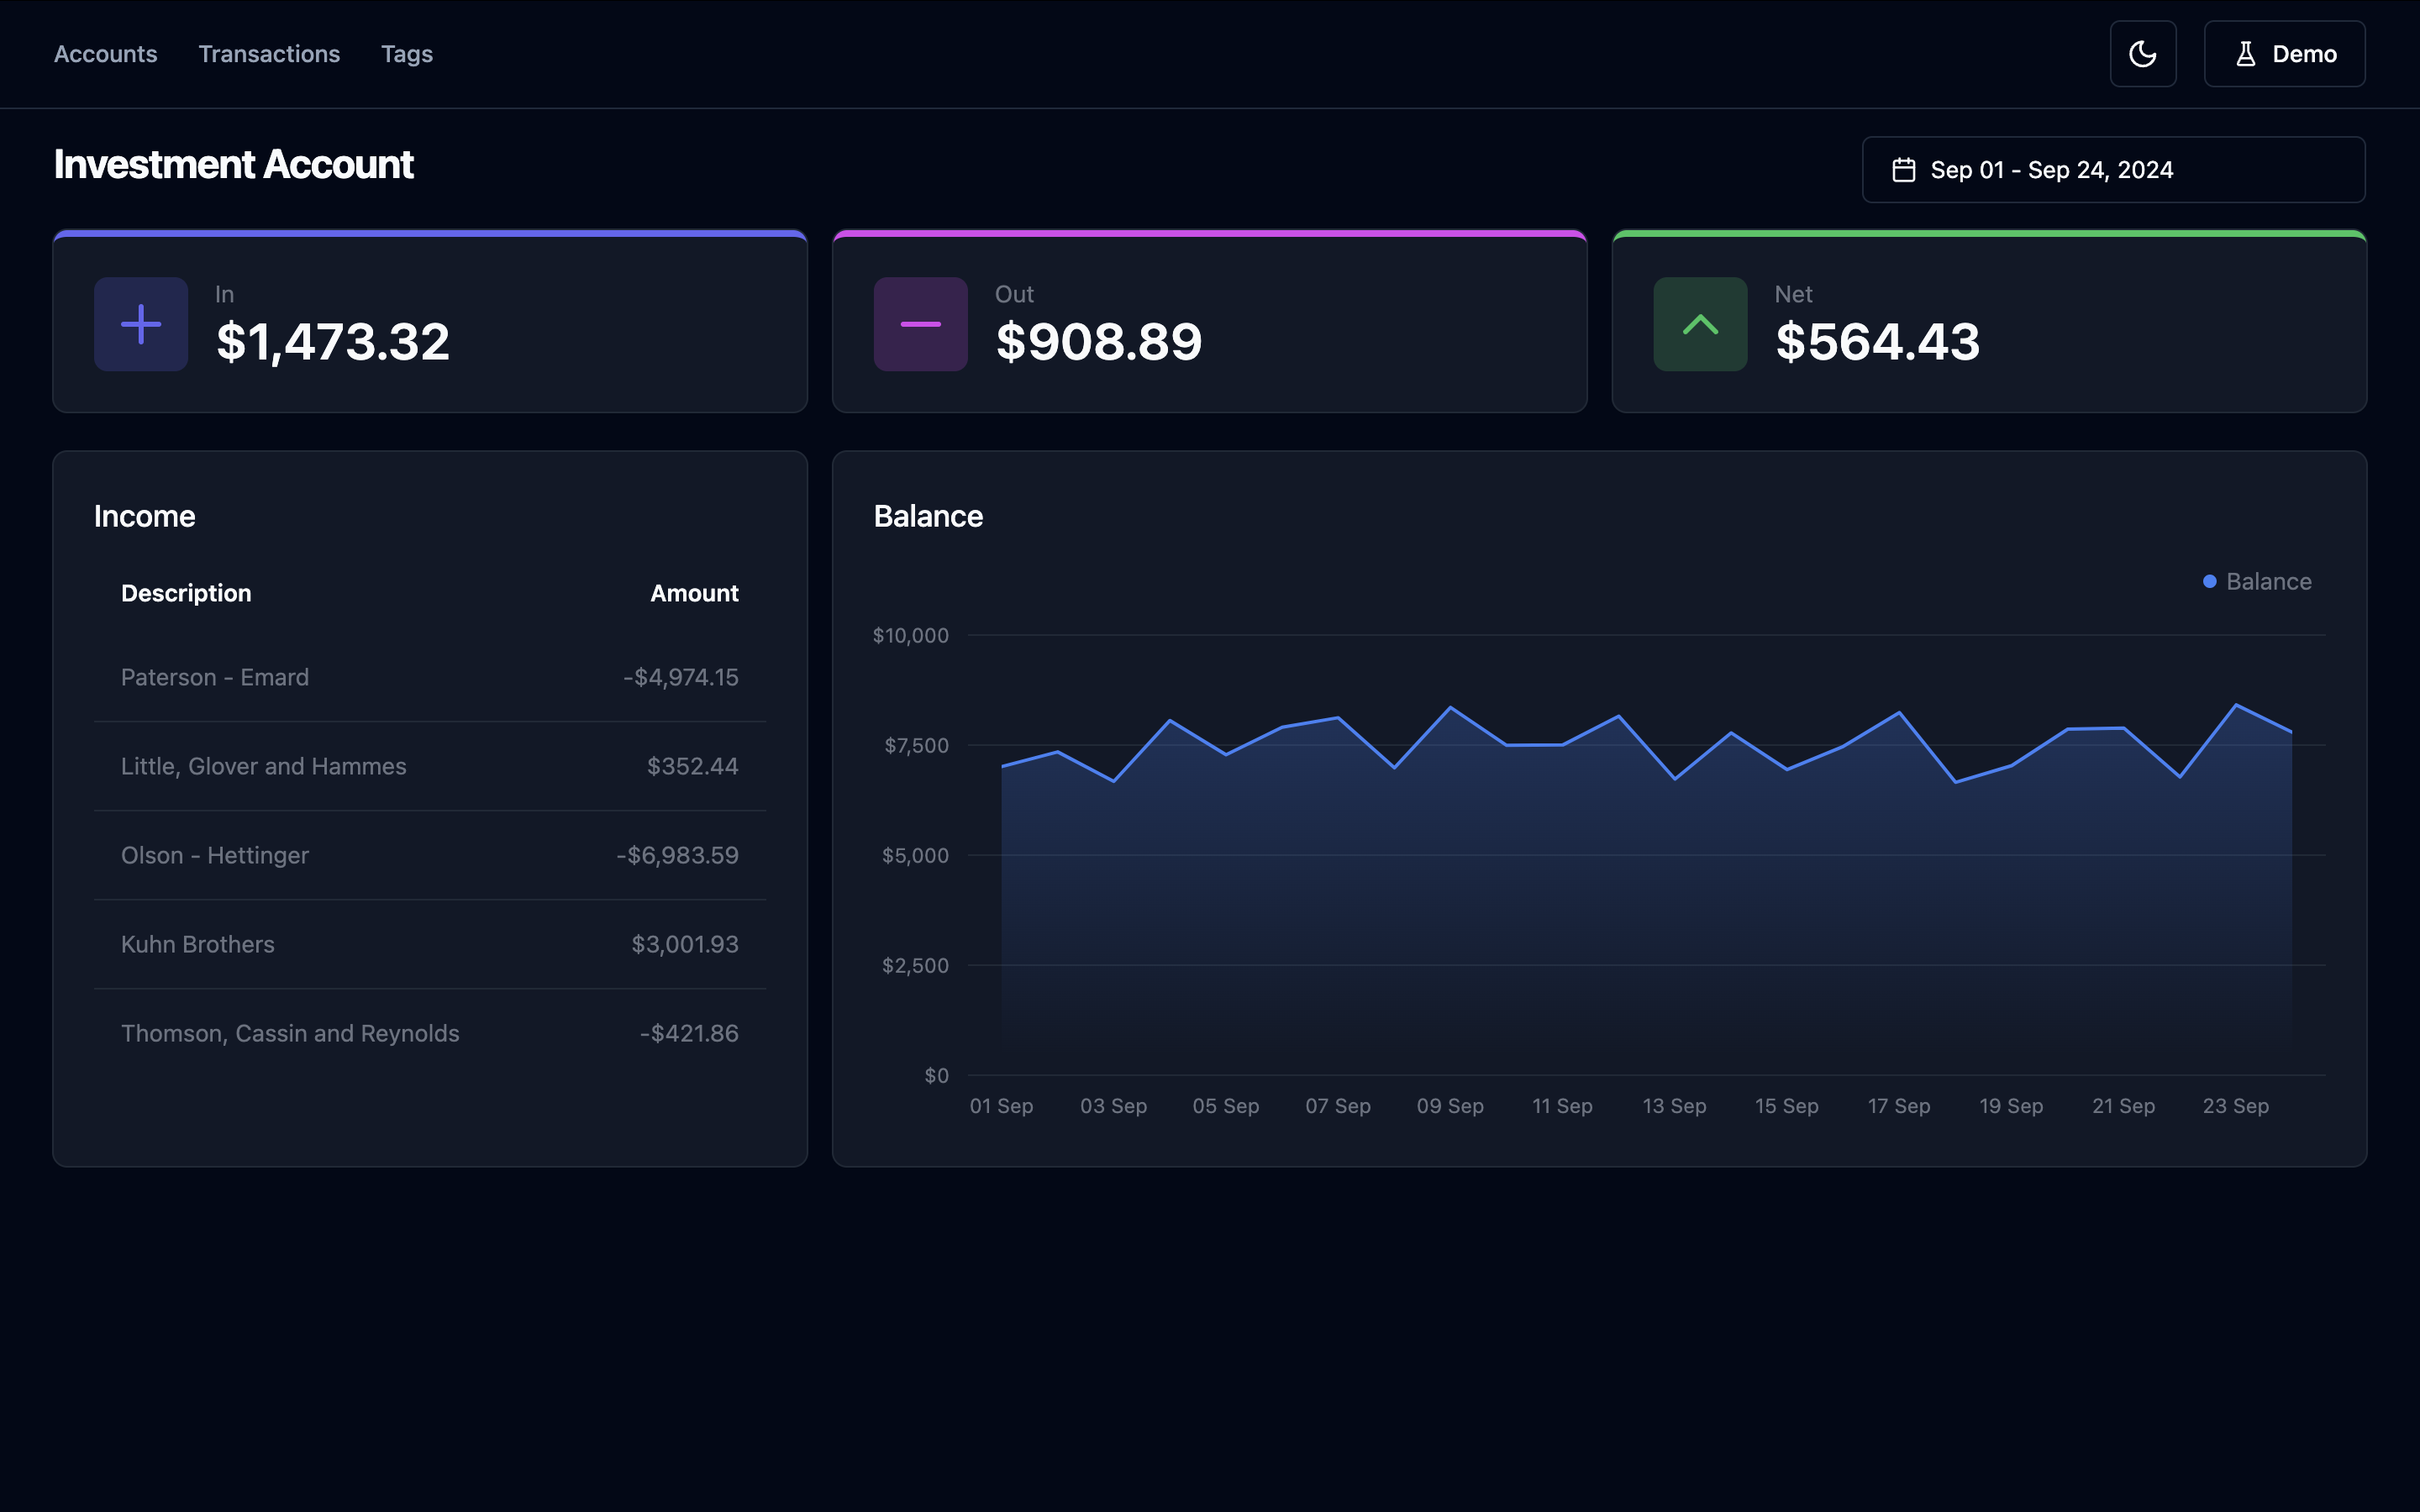 Accounts Transactions Tags Demo
Investment Account
Sep 01 - Sep 24, 2024
In
$1,473.32
Out
$908.89
Net
$564.43
Income
Description Amount
Paterson - Emard -$4,974.15
Little, Glover and Hammes $352.44
Olson - Hettinger -$6,983.59
Kuhn Brothers $3,001.93
Thomson, Cassin and Reynolds -$421.86
Balance
Balance
$10,000
$7,500
$5,000
$2,500
$0
01 Sep 03 Sep 05 Sep 07 Sep 09 Sep 11 Sep 13 Sep 15 Sep 17 Sep 19 Sep 21 Sep 23 Sep